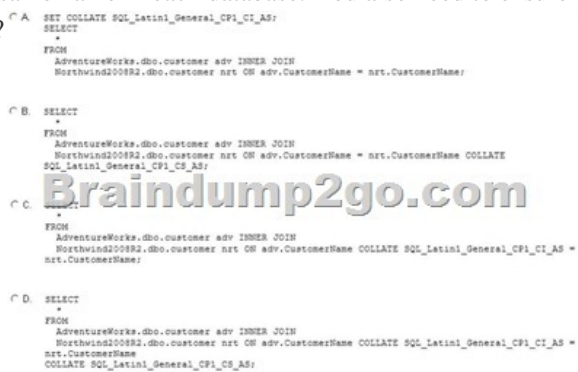 ?
C A. SET COLLATE SQL_Latin1_General_CP1_CI_AS;
SELECT
*
FROM
AdventureWorks.dbo.customer adv INNER JOIN
Northwind2008R2.dbo.customer nrt ON adv.CustomerName = nrt.CustomerName;
C B. SELECT
*
FROM
AdventureWorks.dbo.customer adv INNER JOIN
Northwind2008R2.dbo.customer nrt ON adv.CustomerName = nrt.CustomerName COLLATE
SQL_Latin1_General_CP1_CS_AS;
Braindump2go.com
C C. SELECT
*
FROM
AdventureWorks.dbo.customer adv INNER JOIN
Northwind2008R2.dbo.customer nrt ON adv.CustomerName COLLATE SQL_Latin1_General_CP1_CI_AS =
nrt.CustomerName;
C D. SELECT
*
FROM
AdventureWorks.dbo.customer adv INNER JOIN
Northwind2008R2.dbo.customer nrt ON adv.CustomerName COLLATE SQL_Latin1_General_CP1_CI_AS =
nrt.CustomerName
COLLATE SQL_Latin1_General_CP1_CS_AS;